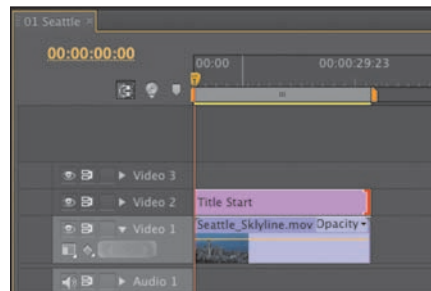 01 Seattle ×
00:00:00:00
00:00 00:00:29:23
Video 3
Video 2 Title Start
Video 1 Seattle_Sklyline.mov Opacity
Audio 1